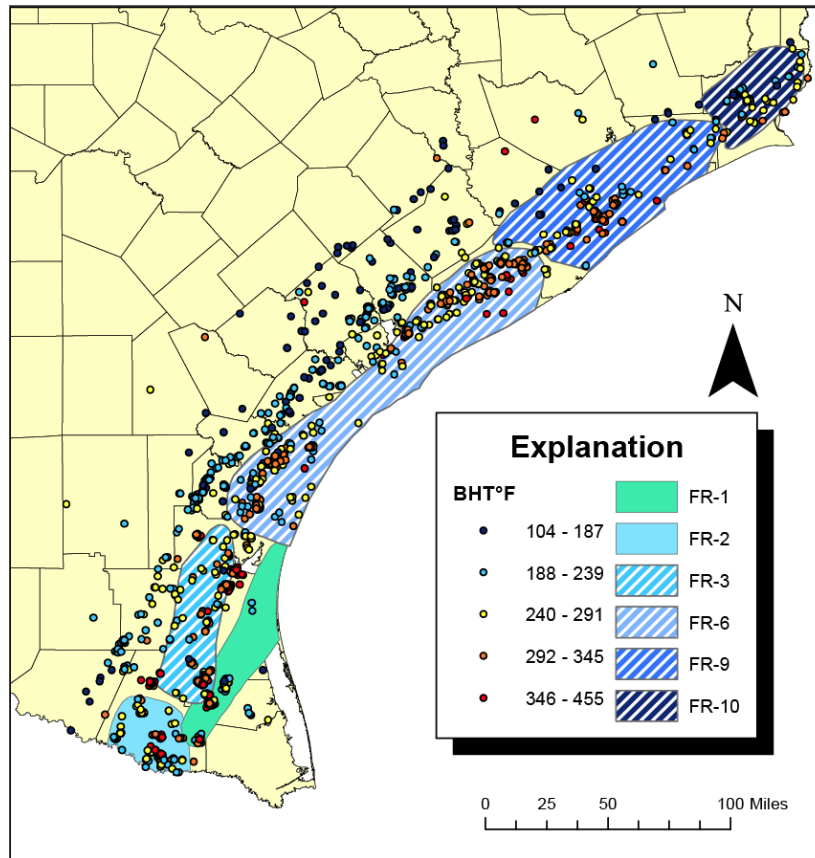 N
Explanation
BHT°F
104 - 187
188 - 239
240 - 291
292 - 345
346 - 455
FR-1
FR-2
FR-3
FR-6
FR-9
FR-10
0 25 50 100 Miles